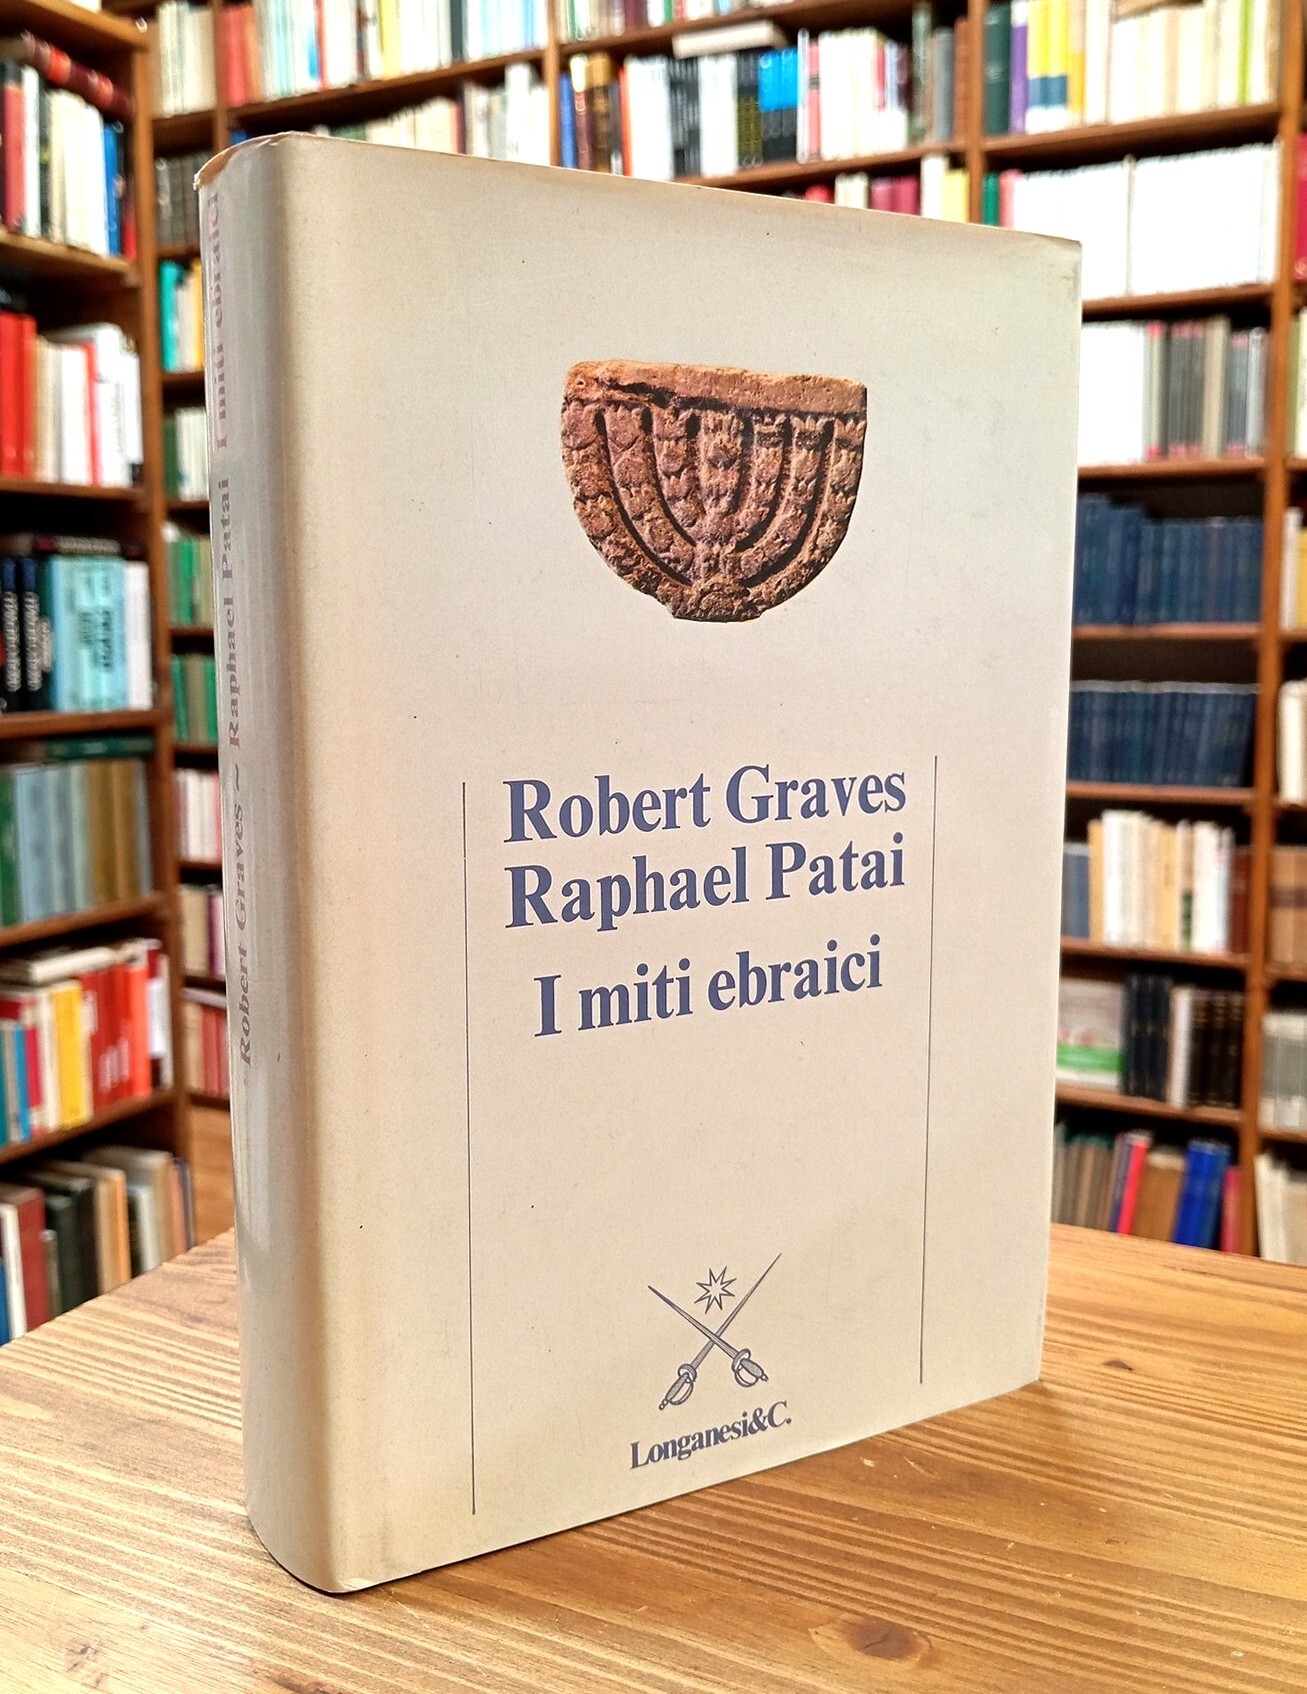 Robert Graves
Raphael Patai
I miti ebraici
Longanesi&C.
Robert Graves ~ Raphael Patai I miti ebraici